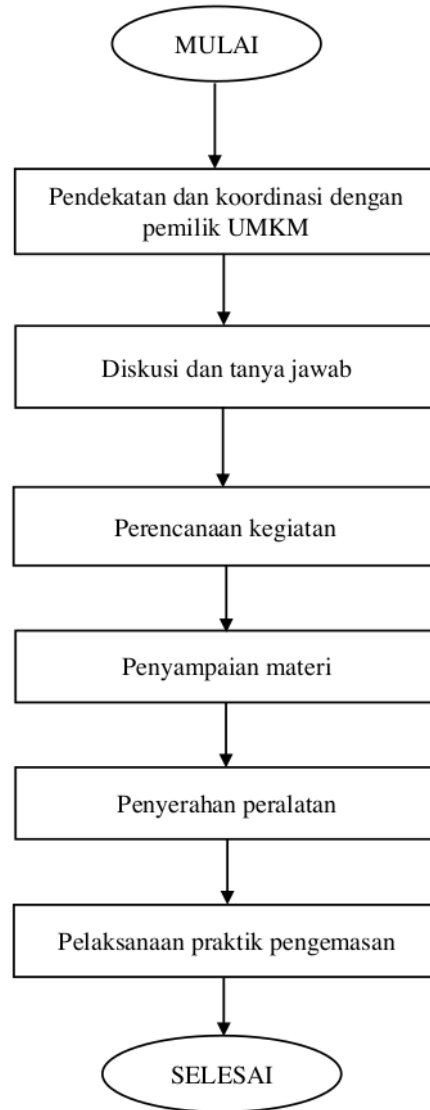 MULAI
Pendekatan dan koordinasi dengan
pemilik UMKM
Diskusi dan tanya jawab
Perencanaan kegiatan
Penyampaian materi
Penyerahan peralatan
Pelaksanaan praktik pengemasan
SELESAI